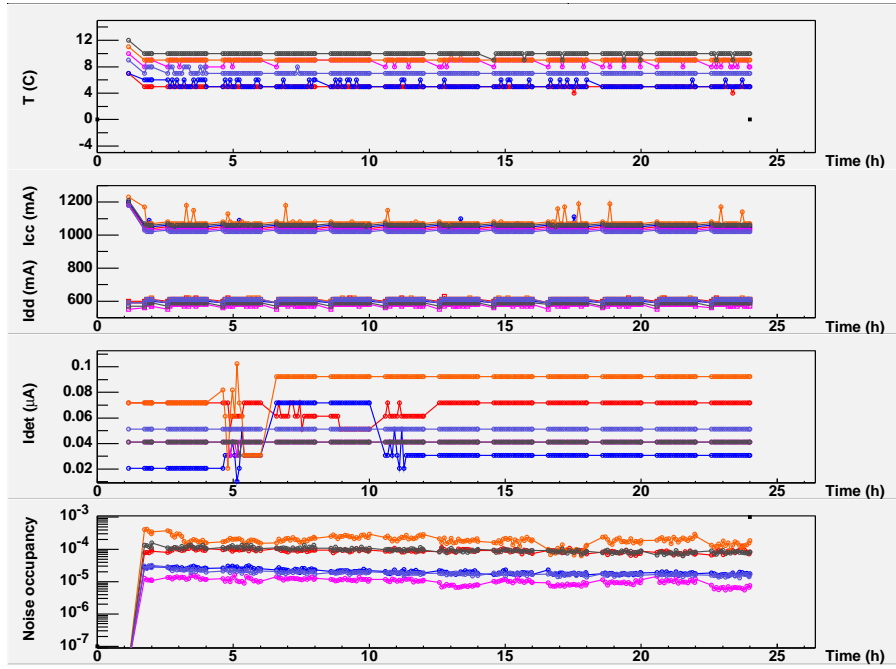 T (C)
12
8
4
0
-4
0 5 10 15 20 25
Time (h)
Idd (mA) Icc (mA)
1200
1000
800
600
0 5 10 15 20 25
Time (h)
Idet (μA)
0.1
0.08
0.06
0.04
0.02
0 5 10 15 20 25
Time (h)
Noise occupancy
10-3
10-4
10-5
10-6
10-7
0 5 10 15 20 25
Time (h)